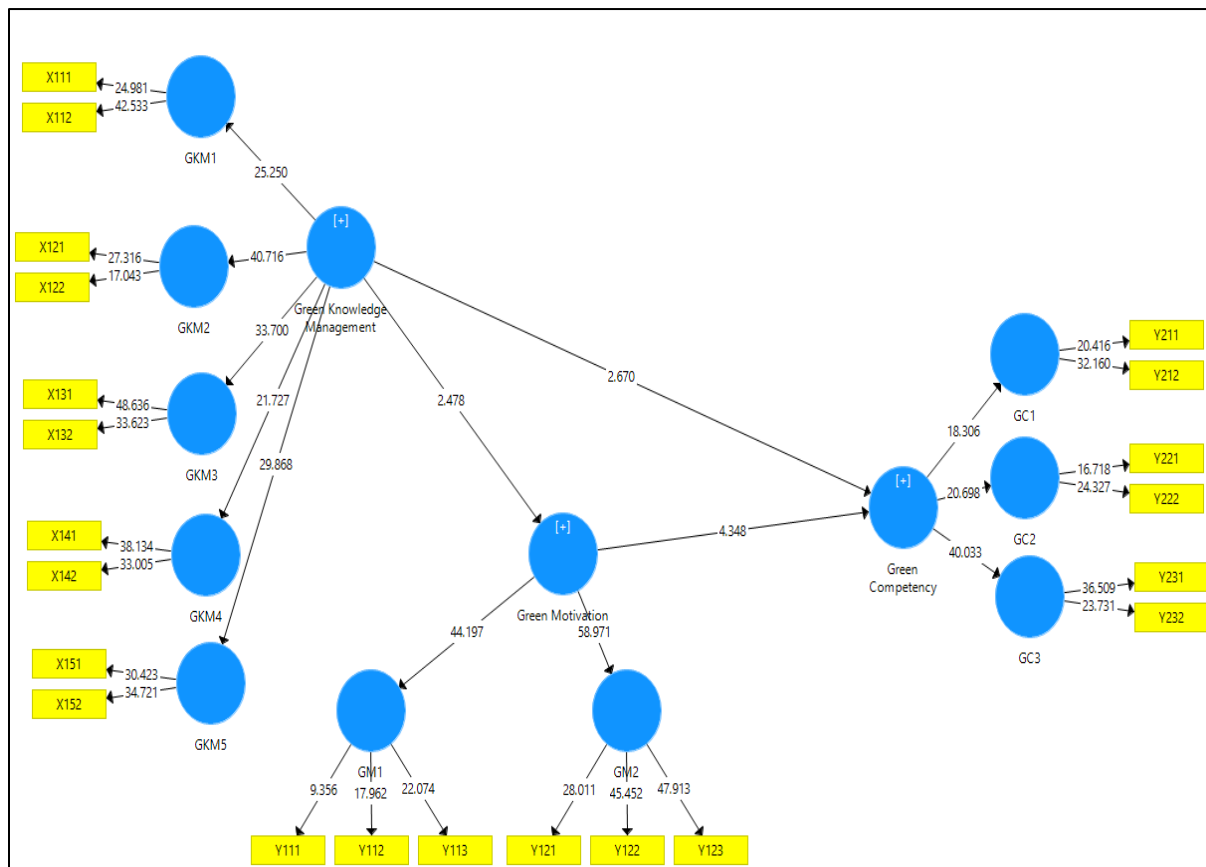 X111
24.981
X112
42.533
GKM1
25.250
[+]
X121
27.316
X122
17.043
40.716
GKM2
Green Knowledge
Management
33.700
X131
48.636
X132
33.623
GKM3
21.727
29.868
2.478
2.670
X141
38.134
X142
33.005
GKM4
X151
30.423
X152
34.721
GKM5
[+]
Green Motivation
4.348
44.197
58.971
[+]
Green
Competency
18.306
20.698
40.033
20.416
Y211
32.160
Y212
GC1
16.718
Y221
24.327
Y222
GC2
36.509
Y231
23.731
Y232
GC3
GM1
GM2
9.356
17.962
22.074
28.011
45.452
47.913
Y111
Y112
Y113
Y121
Y122
Y123